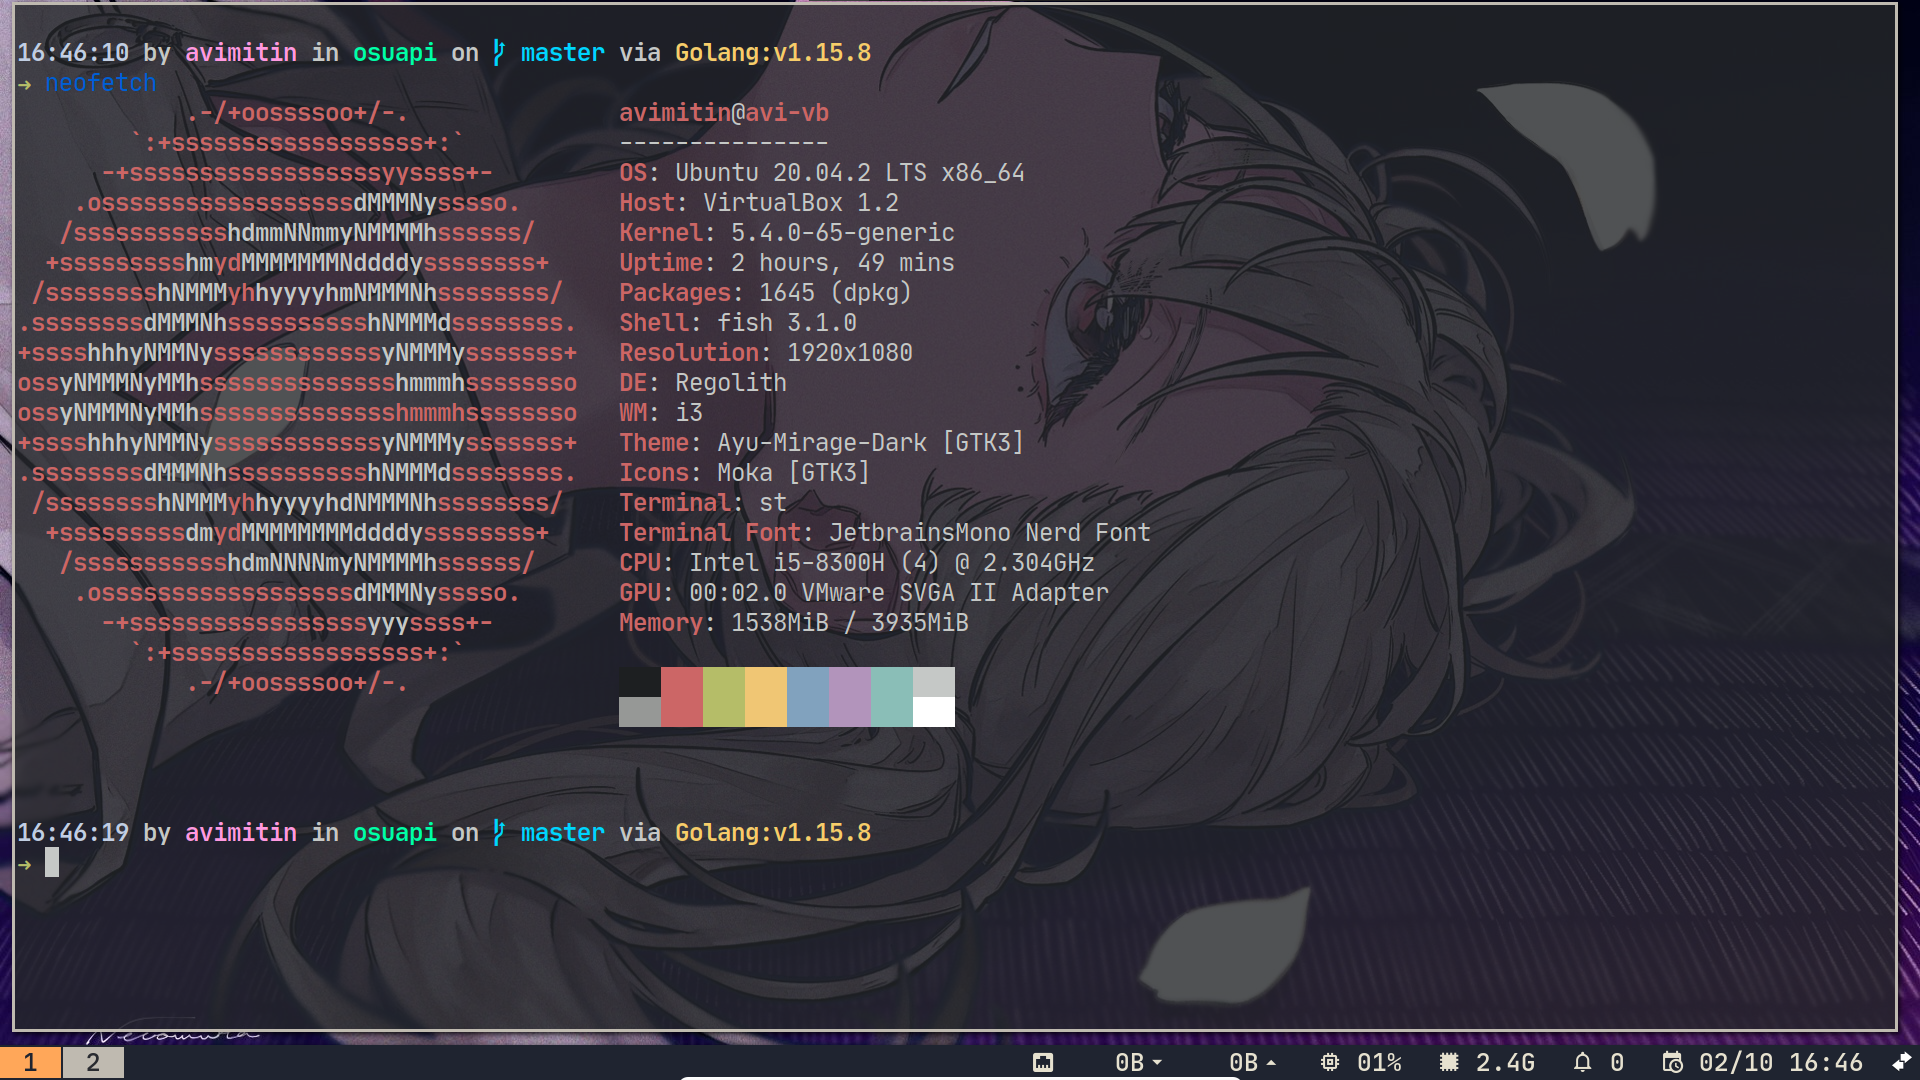 16:46:10 by avimitin in osuapi on master via Golang:v1.15.8
→ neofetch
.-/+oossssoo+/-.
`:+ssssssssssssssssss+:`
-+ssssssssssssssssssyyssss+-
.ossssssssssssssssssdMMMNysssso.
/ssssssssssshdmmNNmmyNMMMMhssssss/
+ssssssssshmydMMMMMMMNddddyssssssss+
/sssssssshNMMMyhhyyyyhmNMMMNhssssssss/
.ssssssssdMMMNhsssssssssshNMMMdssssssss.
+sssshhhyNMMNyssssssssssssyNMMMysssssss+
ossyNMMMNyMMhsssssssssssssshmmmhssssssso
ossyNMMMNyMMhsssssssssssssshmmmhssssssso
+sssshhhyNMMNyssssssssssssyNMMMysssssss+
.ssssssssdMMMNhsssssssssshNMMMdssssssss.
/sssssssshNMMMyhhyyyyhdNMMMNhssssssss/
+sssssssssdmydMMMMMMMMddddyssssssss+
/ssssssssssshdmNNNNmyNMMMMhssssss/
.ossssssssssssssssssdMMMNysssso.
-+sssssssssssssssssyyyssss+-
`:+ssssssssssssssssss+:`
.-/+oossssoo+/-.
avimitin@avi-vb
---------------
OS: Ubuntu 20.04.2 LTS x86_64
Host: VirtualBox 1.2
Kernel: 5.4.0-65-generic
Uptime: 2 hours, 49 mins
Packages: 1645 (dpkg)
Shell: fish 3.1.0
Resolution: 1920x1080
DE: Regolith
WM: i3
Theme: Ayu-Mirage-Dark [GTK3]
Icons: Moka [GTK3]
Terminal: st
Terminal Font: JetbrainsMono Nerd Font
CPU: Intel i5-8300H (4) @ 2.304GHz
GPU: 00:02.0 VMware SVGA II Adapter
Memory: 1538MiB / 3935MiB
16:46:19 by avimitin in osuapi on master via Golang:v1.15.8
→
1 2 0B 0B 01% 2.4G 0 02/10 16:46